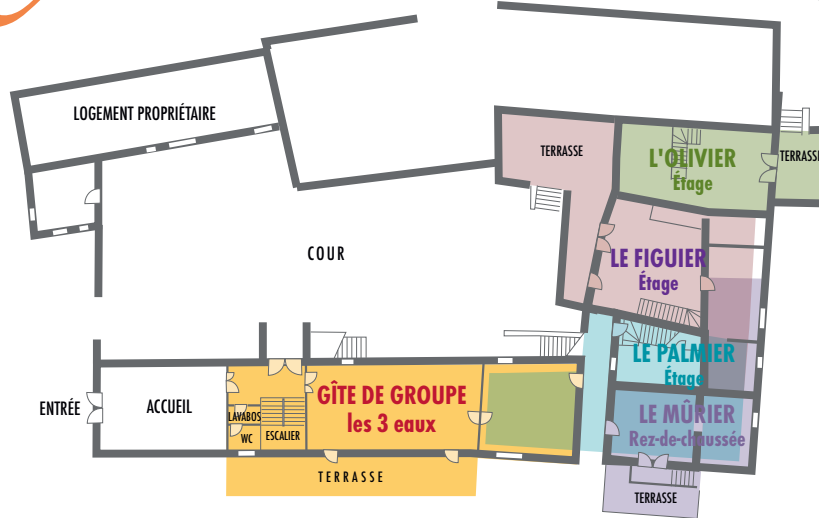 LOGEMENT PROPRIÉTAIRE
TERRASSE
L'OLIVIER
Étage
TERRASSE
COUR
LE FIGUIER
Étage
LE PALMIER
Étage
ENTRÉE
ACCUEIL
LAVABOS
WC
ESCALIER
GÎTE DE GROUPE
les 3 eaux
LE MÛRIER
Rez-de-chaussée
TERRASSE
TERRASSE